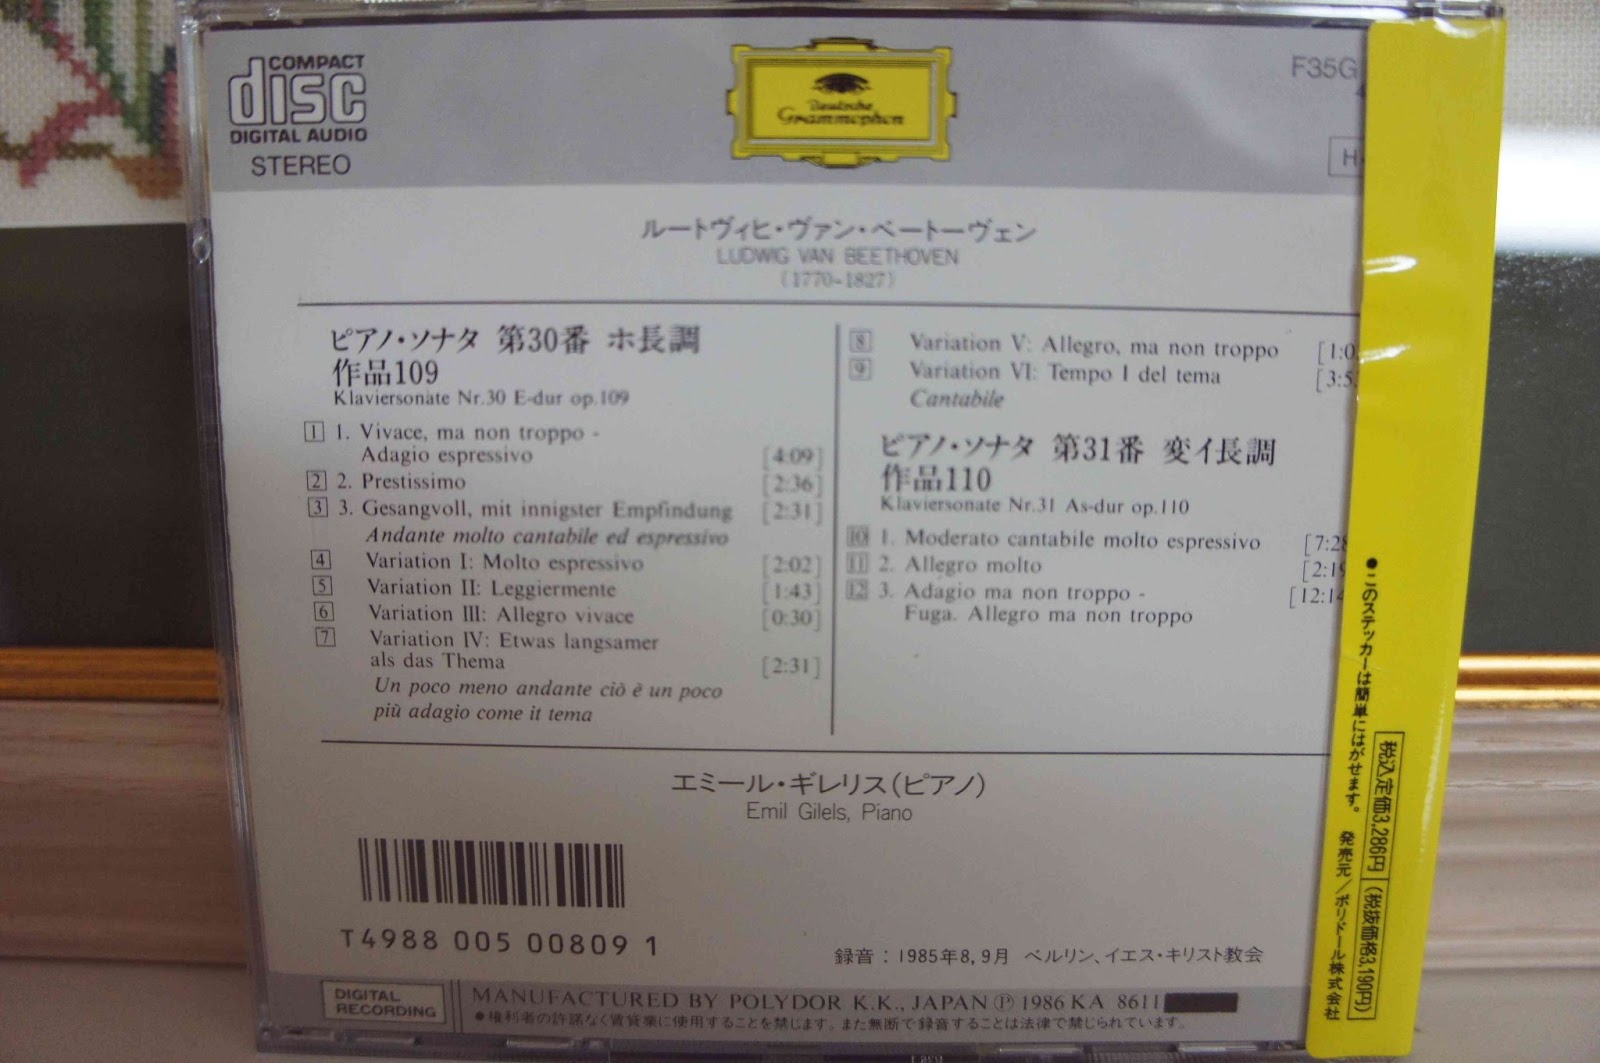 COMPACT
disc
DIGITAL AUDIO
STEREO
Deutsche
Grammophon
F35G
H
ルートヴィヒ・ヴァン・ベートーヴェン
LUDWIG VAN BEETHOVEN
(1770-1827)
ピアノ・ソナタ 第30番 ホ長調
作品109
Klaviersonate Nr.30 E-dur op.109
1 1. Vivace, ma non troppo -
Adagio espressivo [4:09]
2 2. Prestissimo [2:36]
3 3. Gesangvoll, mit innigster Empfindung [2:31]
Andante molto cantabile ed espressivo
4 Variation I: Molto espressivo [2:02]
5 Variation II: Leggiermente [1:43]
6 Variation III: Allegro vivace [0:30]
7 Variation IV: Etwas langsamer
als das Thema [2:31]
Un poco meno andante ciò è un poco
più adagio come it tema
8 Variation V: Allegro, ma non troppo [1:0
9 Variation VI: Tempo I del tema [3:5
Cantabile
ピアノ・ソナタ 第31番 変イ長調
作品110
Klaviersonate Nr.31 As-dur op.110
10 1. Moderato cantabile molto espressivo [7:28
11 2. Allegro molto [2:19
12 3. Adagio ma non troppo - [12:14
Fuga. Allegro ma non troppo
エミール・ギレリス(ピアノ)
Emil Gilels, Piano
T4988 005 00809 1
録音：1985年8,9月 ベルリン、イエス・キリスト教会
DIGITAL
RECORDING
MANUFACTURED BY POLYDOR K.K., JAPAN Ⓟ 1986 KA 8611
●権利者の許諾なく賃貸業に使用することを禁じます。また無断で録音することは法律で禁じられています。
●このステッカーは簡単にはがせます。 発売元／ポリドール株式会社
税込定価3,286円 (税抜価格3,190円)